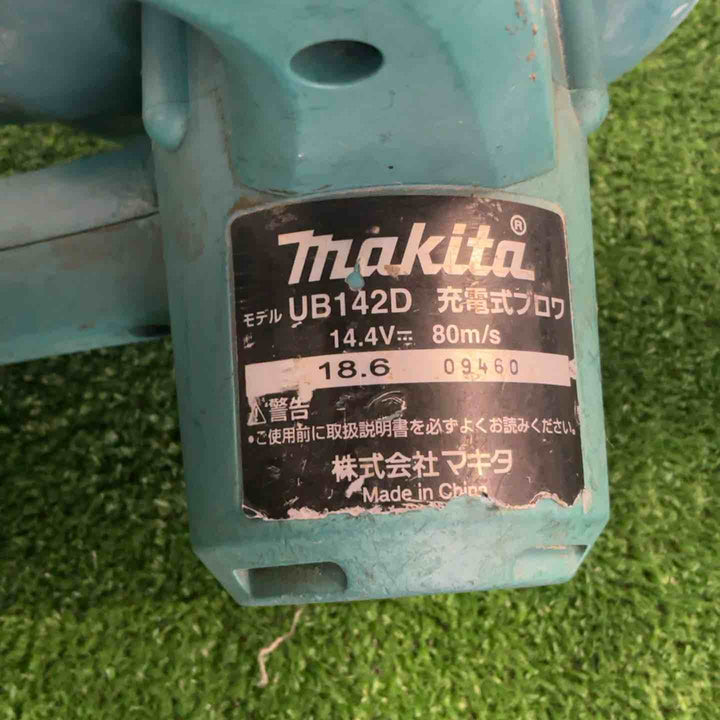 makita®
モデル UB142D 充電式ブロワ
14.4V⎓ 80m/s
18.6 09460
⚠警告
•ご使用前に取扱説明書を必ずよくお読みください。
株式会社マキタ
Made in China